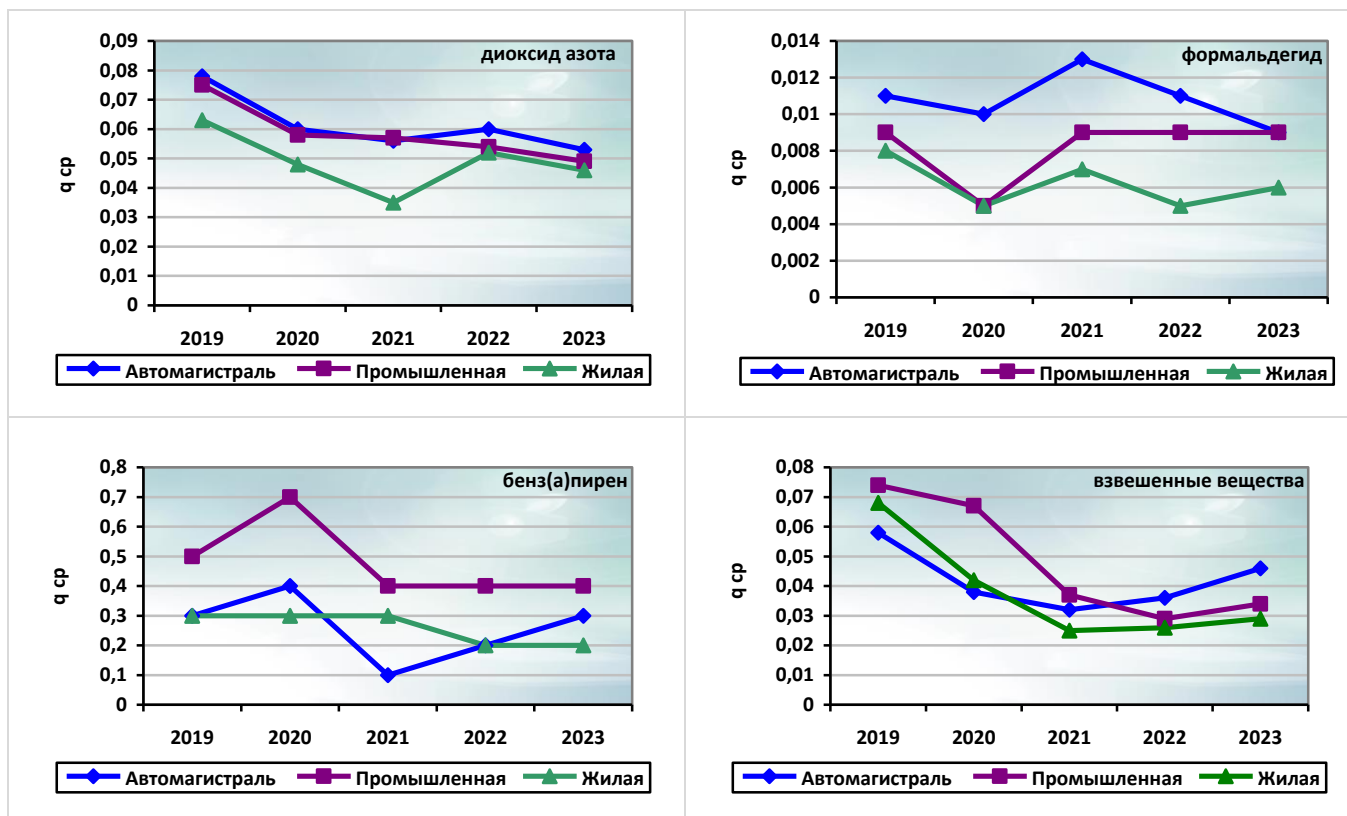 диоксид азота
q ср
0,09
0,08
0,07
0,06
0,05
0,04
0,03
0,02
0,01
0
2019 2020 2021 2022 2023
Автомагистраль Промышленная Жилая
формальдегид
q ср
0,014
0,012
0,01
0,008
0,006
0,004
0,002
0
2019 2020 2021 2022 2023
Автомагистраль Промышленная Жилая
бенз(а)пирен
q ср
0,8
0,7
0,6
0,5
0,4
0,3
0,2
0,1
0
2019 2020 2021 2022 2023
Автомагистраль Промышленная Жилая
взвешенные вещества
q ср
0,08
0,07
0,06
0,05
0,04
0,03
0,02
0,01
0
2019 2020 2021 2022 2023
Автомагистраль Промышленная Жилая